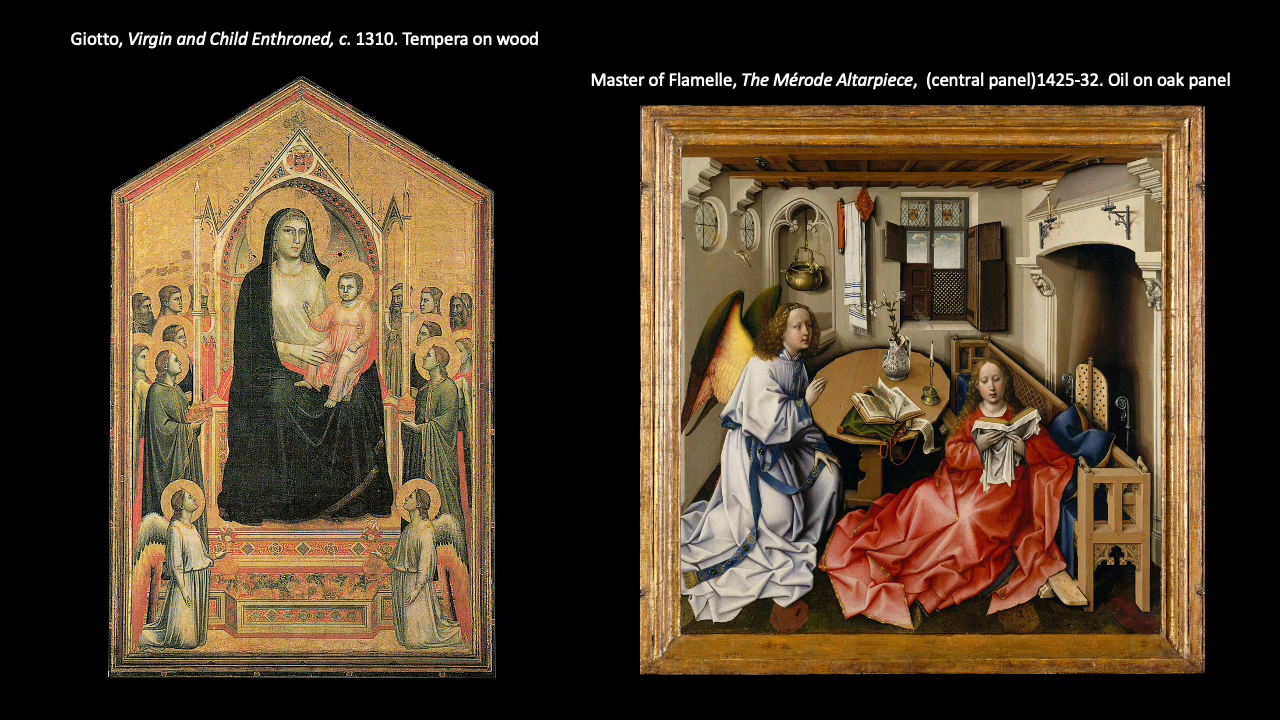 Giotto, Virgin and Child Enthroned, c. 1310. Tempera on wood
Master of Flamelle, The Mérode Altarpiece,  (central panel)1425-32. Oil on oak panel